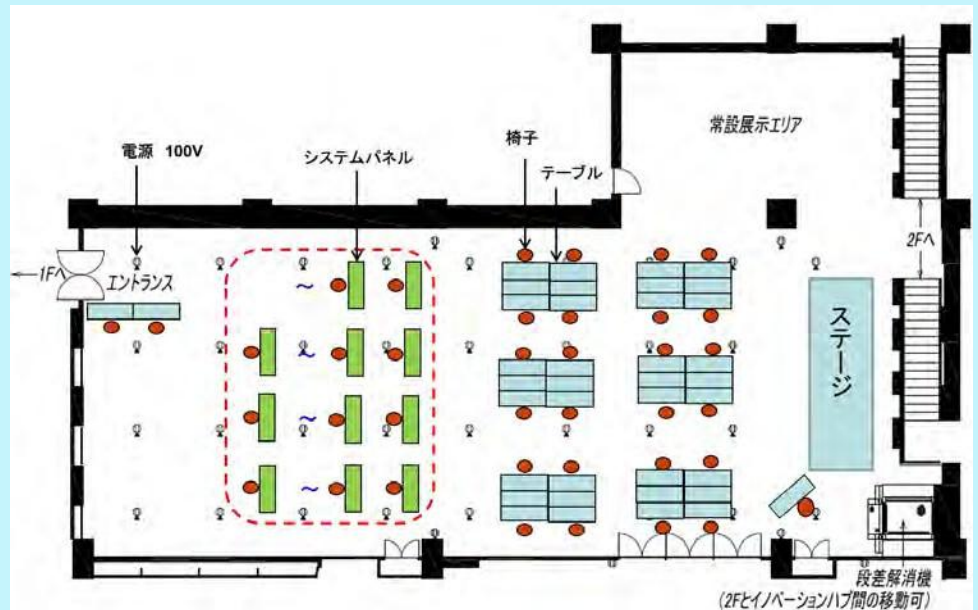 常設展示エリア
電源 100V
システムパネル
椅子
テーブル
←1Fへ
エントランス
2Fへ
ステージ
～
～
～
～
段差解消機
(2Fとイノベーションハブ間の移動可)